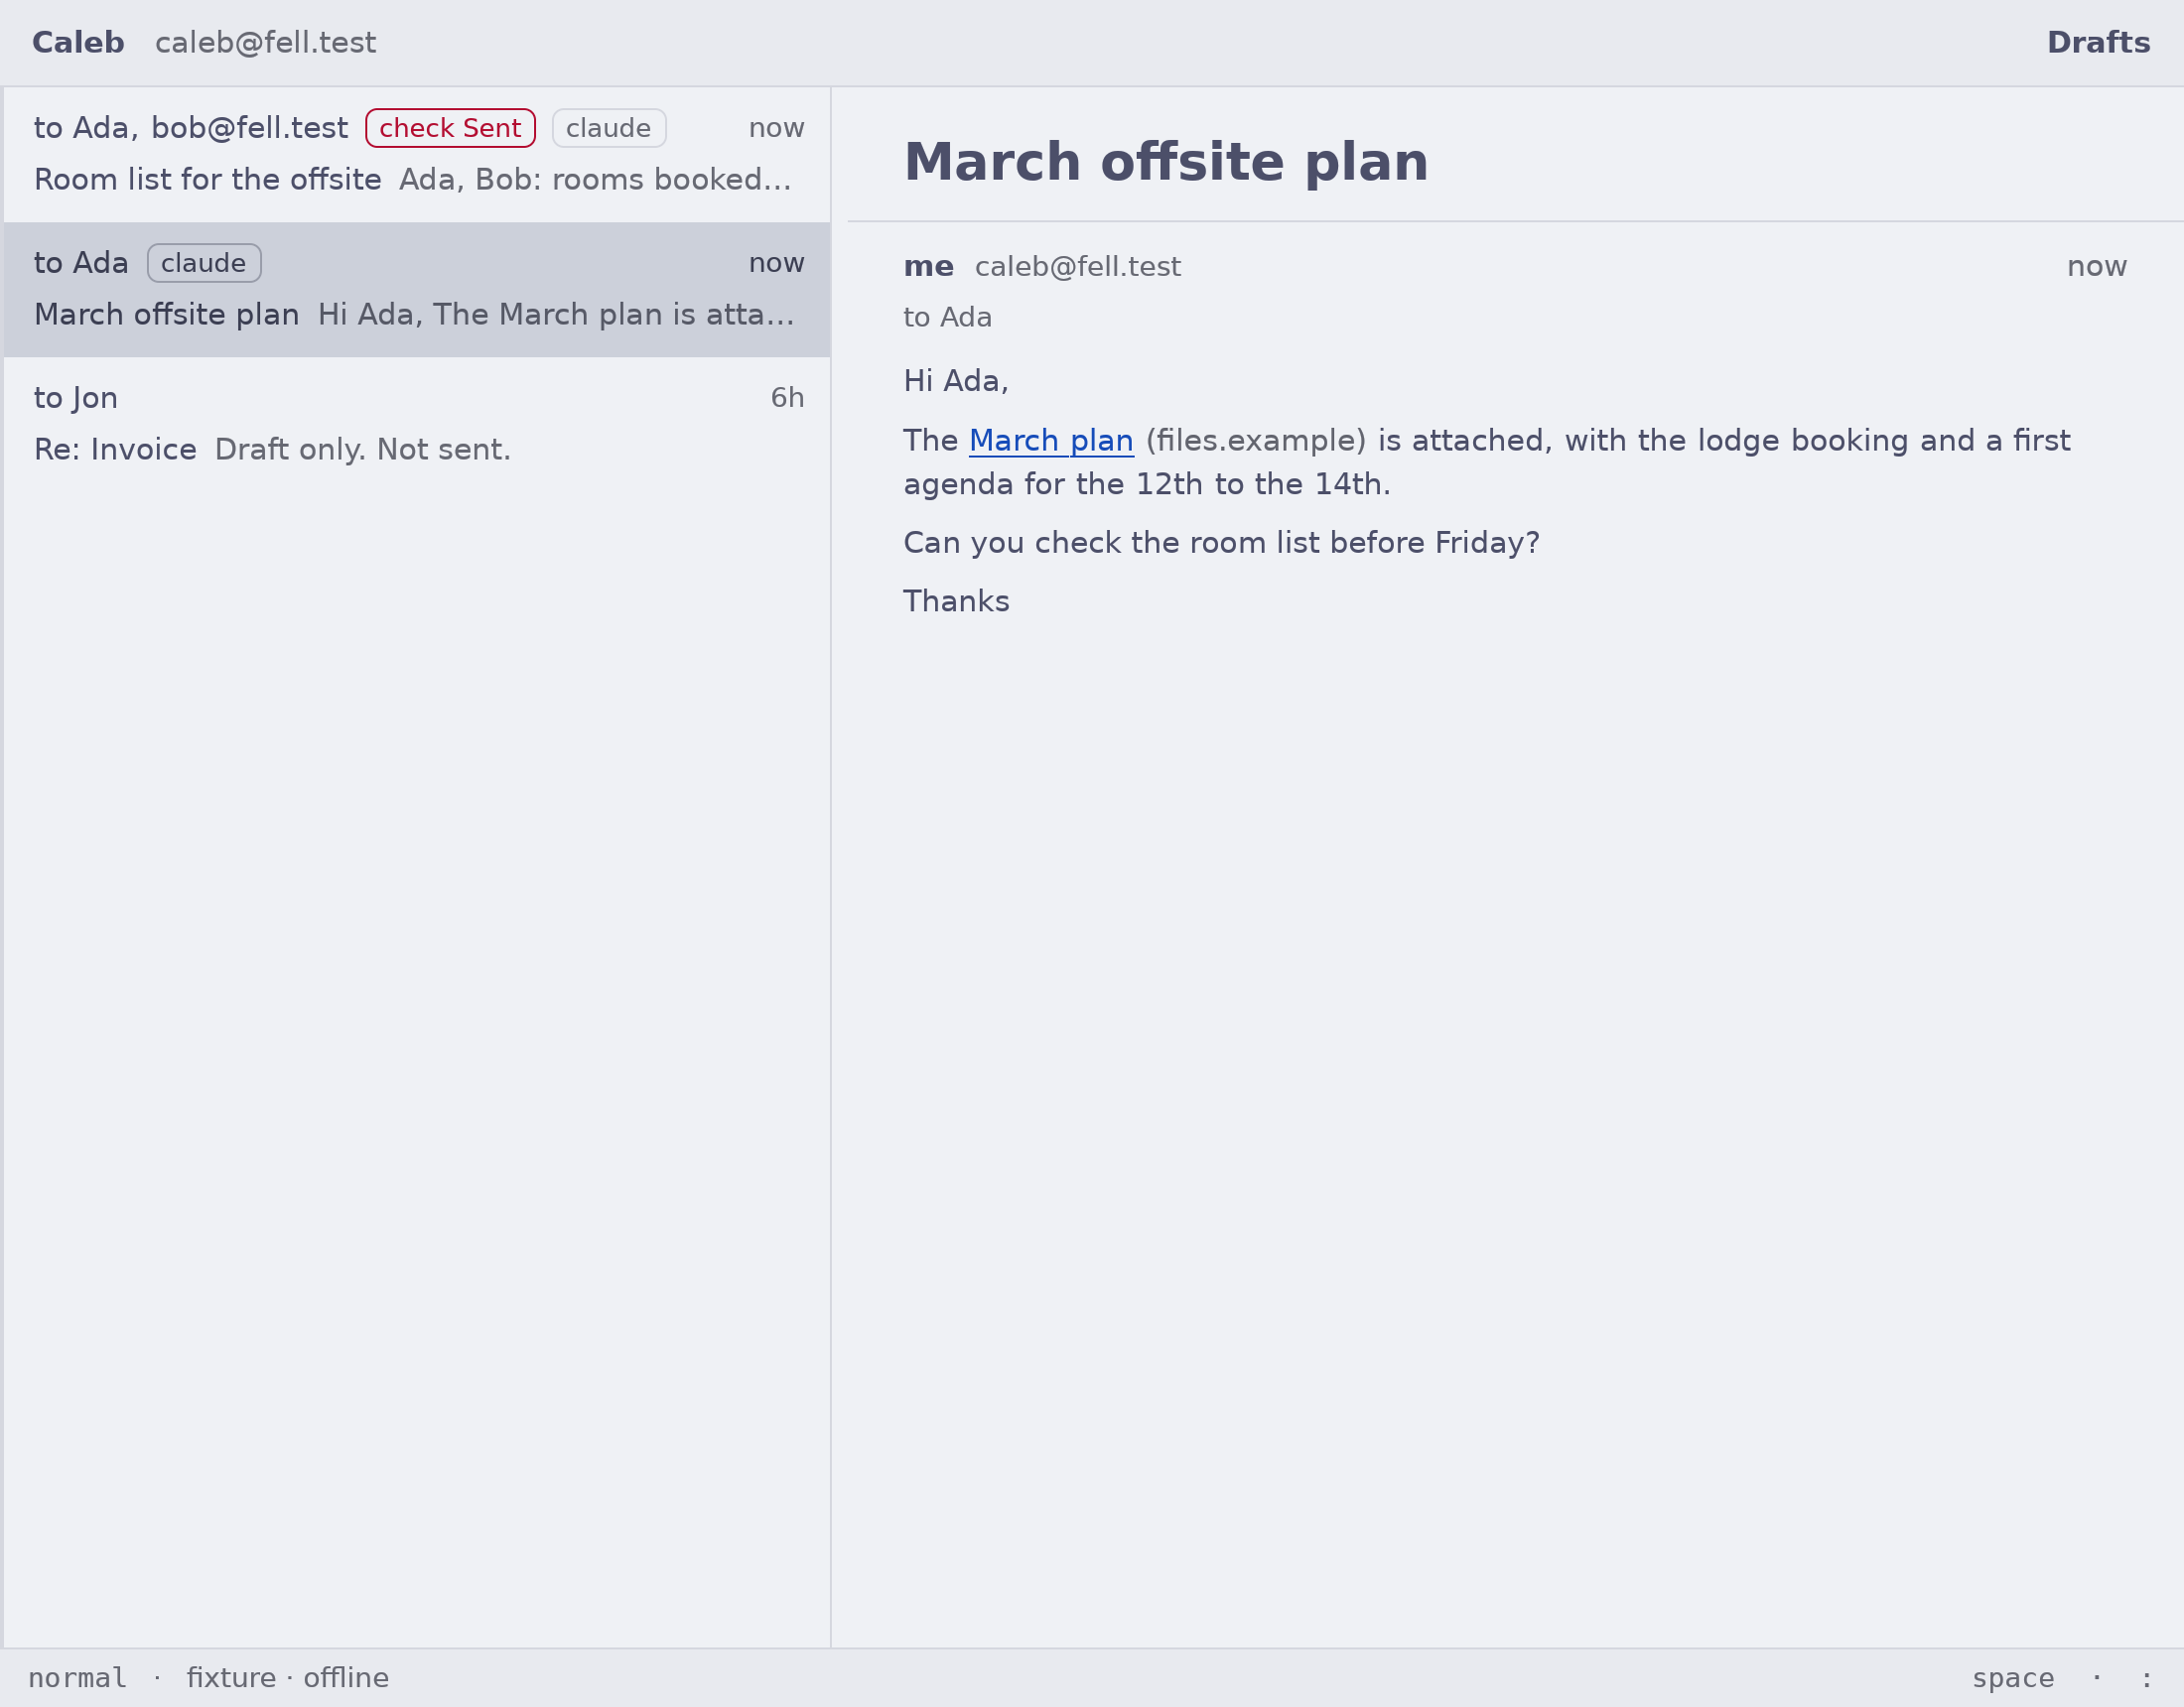 Caleb caleb@fell.test Drafts
to Ada, bob@fell.test check Sent claude now
Room list for the offsite Ada, Bob: rooms booked…
to Ada claude now
March offsite plan Hi Ada, The March plan is atta…
to Jon 6h
Re: Invoice Draft only. Not sent.
March offsite plan
me caleb@fell.test now
to Ada
Hi Ada,
The March plan (files.example) is attached, with the lodge booking and a first
agenda for the 12th to the 14th.
Can you check the room list before Friday?
Thanks
normal · fixture · offline space · :